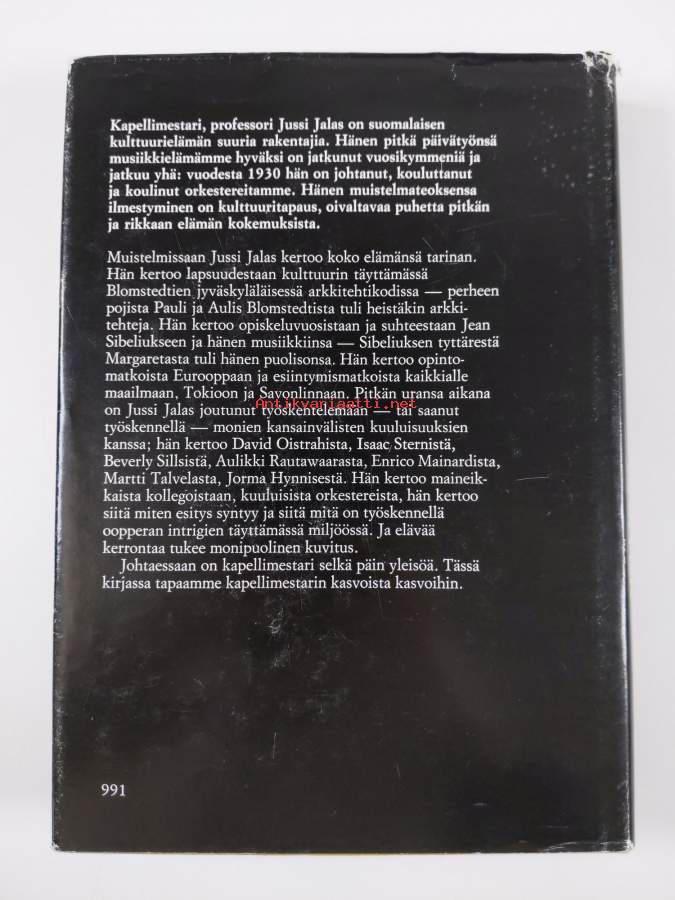 Kapellimestari, professori Jussi Jalas on suomalaisen
kulttuurielämän suuria rakentajia. Hänen pitkä päivätyönsä
musiikkielämämme hyväksi on jatkunut vuosikymmeniä ja
jatkuu yhä: vuodesta 1930 hän on johtanut, kouluttanut
ja koulinut orkestereitamme. Hänen muistelmateoksensa
ilmestyminen on kulttuuritapaus, oivaltavaa puhetta pitkän
ja rikkaan elämän kokemuksista.
Muistelmissaan Jussi Jalas kertoo koko elämänsä tarinan.
Hän kertoo lapsuudestaan kulttuurin täyttämässä
Blomstedtien jyväskyläläisessä arkkitehtikodissa — perheen
pojista Pauli ja Aulis Blomstedtista tuli heistäkin arkki-
tehteja. Hän kertoo opiskeluvuosistaan ja suhteestaan Jean
Sibeliukseen ja hänen musiikkiinsa — Sibeliuksen tyttärestä
Margaretasta tuli hänen puolisonsa. Hän kertoo opinto-
matkoista Eurooppaan ja esiintymismatkoista kaikkialle
maailmaan, Tokioon ja Savonlinnaan. Pitkän uransa aikana
on Jussi Jalas joutunut työskentelemään — tai saanut
Antikvariaatti.net
työskennellä — monien kansainvälisten kuuluisuuksien
kanssa; hän kertoo David Oistrahista, Isaac Sternistä,
Beverly Sillsistä, Aulikki Rautawaarasta, Enrico Mainardista,
Martti Talvelasta, Jorma Hynnisestä. Hän kertoo maineik-
kaista kollegoistaan, kuuluisista orkestereista, hän kertoo
siitä miten esitys syntyy ja siitä mitä on työskennellä
oopperan intrigien täyttämässä miljöössä. Ja elävää
kerrontaa tukee monipuolinen kuvitus.
Johtaessaan on kapellimestari selkä päin yleisöä. Tässä
kirjassa tapaamme kapellimestarin kasvoista kasvoihin.
991